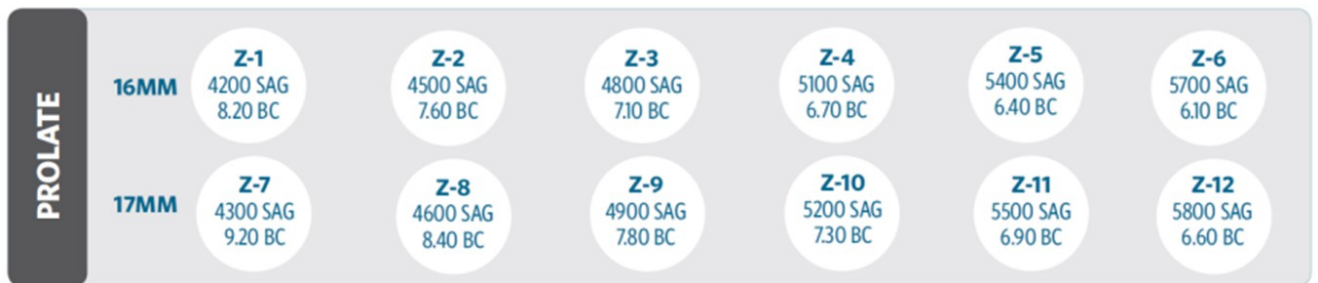 PROLATE
16MM
Z-1
4200 SAG
8.20 BC
Z-2
4500 SAG
7.60 BC
Z-3
4800 SAG
7.10 BC
Z-4
5100 SAG
6.70 BC
Z-5
5400 SAG
6.40 BC
Z-6
5700 SAG
6.10 BC
17MM
Z-7
4300 SAG
9.20 BC
Z-8
4600 SAG
8.40 BC
Z-9
4900 SAG
7.80 BC
Z-10
5200 SAG
7.30 BC
Z-11
5500 SAG
6.90 BC
Z-12
5800 SAG
6.60 BC